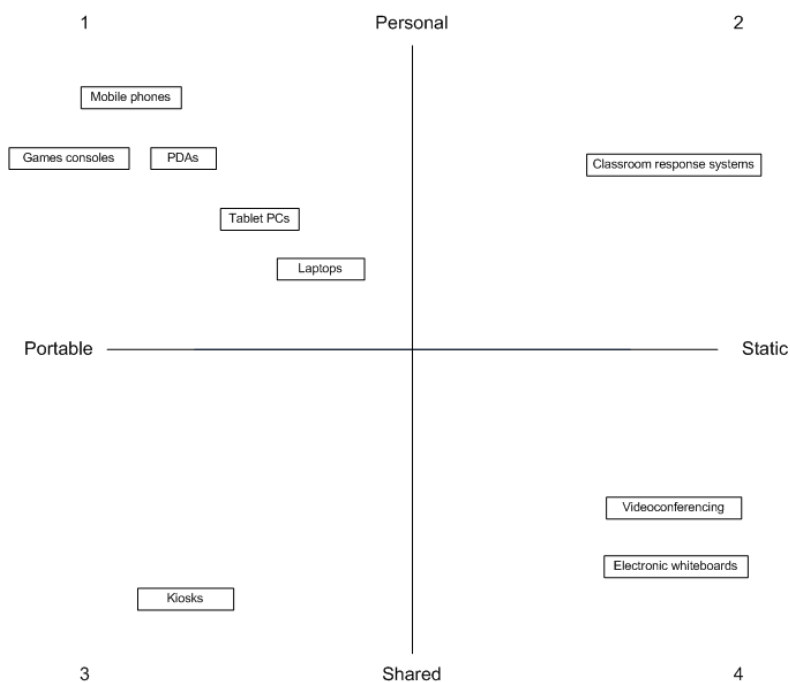 1
Personal
2
Mobile phones
Games consoles
PDAs
Classroom response systems
Tablet PCs
Laptops
Portable
Static
Videoconferencing
Electronic whiteboards
Kiosks
3
Shared
4